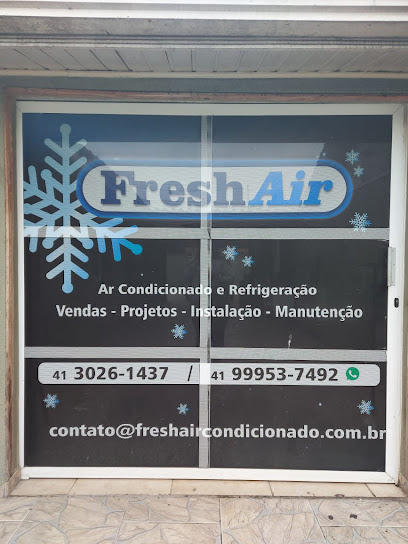 FreshAir
Ar Condicionado e Refrigeração
Vendas - Projetos - Instalação - Manutenção
41 3026-1437 / 41 99953-7492
contato@freshaircondicionado.com.br